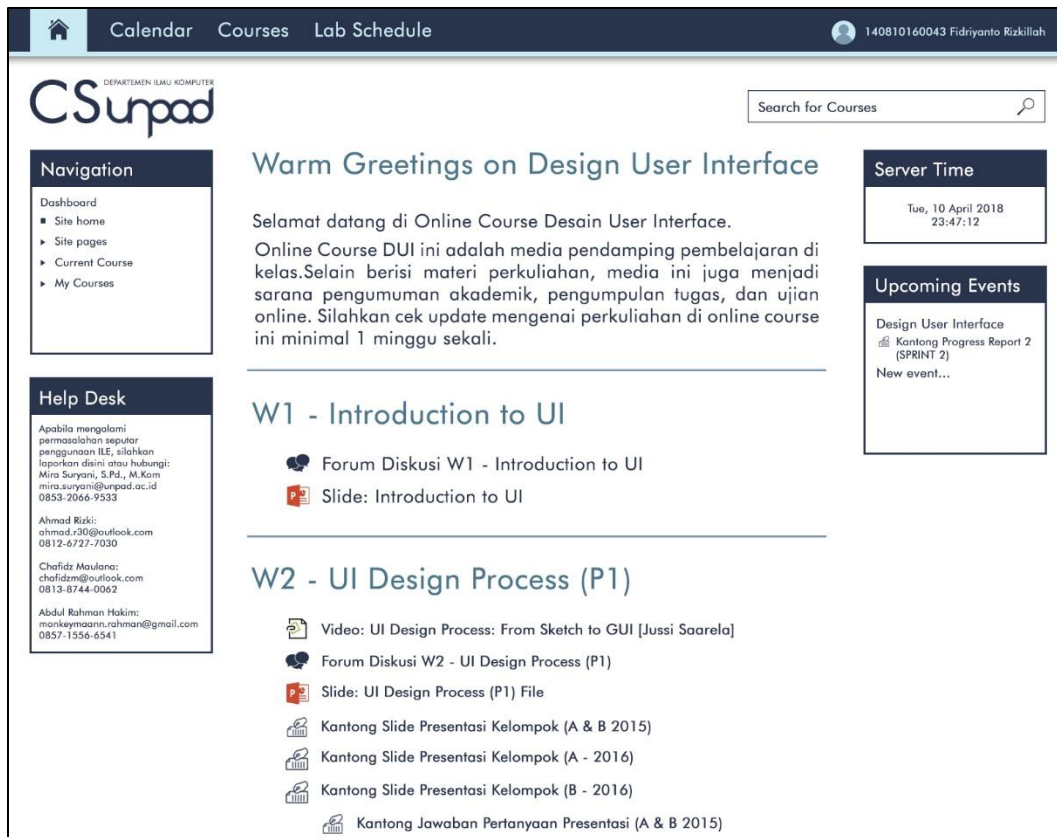 Calendar Courses Lab Schedule
140810160043 Fidriyanto Rizkillah
DEPARTEMEN ILMU KOMPUTER
CSunpad
Search for Courses
Navigation
Dashboard
Site home
Site pages
Current Course
My Courses
Help Desk
Apabila mengalami
permasalahan seputar
penggunaan ILE, silahkan
laporkan disini atau hubungi:
Mira Suryani, S.Pd., M.Kom
mira.suryani@unpad.ac.id
0853-2066-9533
Ahmad Rizki:
ahmad.r30@outlook.com
0812-6727-7030
Chafidz Maulana:
chafidzm@outlook.com
0813-8744-0062
Abdul Rahman Hakim:
monkeymaann.rahman@gmail.com
0857-1556-6541
Warm Greetings on Design User Interface
Selamat datang di Online Course Desain User Interface.
Online Course DUI ini adalah media pendamping pembelajaran di
kelas.Selain berisi materi perkuliahan, media ini juga menjadi
sarana pengumuman akademik, pengumpulan tugas, dan ujian
online. Silahkan cek update mengenai perkuliahan di online course
ini minimal 1 minggu sekali.
W1 - Introduction to UI
Forum Diskusi W1 - Introduction to UI
Slide: Introduction to UI
W2 - UI Design Process (P1)
Video: UI Design Process: From Sketch to GUI [Jussi Saarela]
Forum Diskusi W2 - UI Design Process (P1)
Slide: UI Design Process (P1) File
Kantong Slide Presentasi Kelompok (A & B 2015)
Kantong Slide Presentasi Kelompok (A - 2016)
Kantong Slide Presentasi Kelompok (B - 2016)
Kantong Jawaban Pertanyaan Presentasi (A & B 2015)
Server Time
Tue, 10 April 2018
23:47:12
Upcoming Events
Design User Interface
Kantong Progress Report 2
(SPRINT 2)
New event...